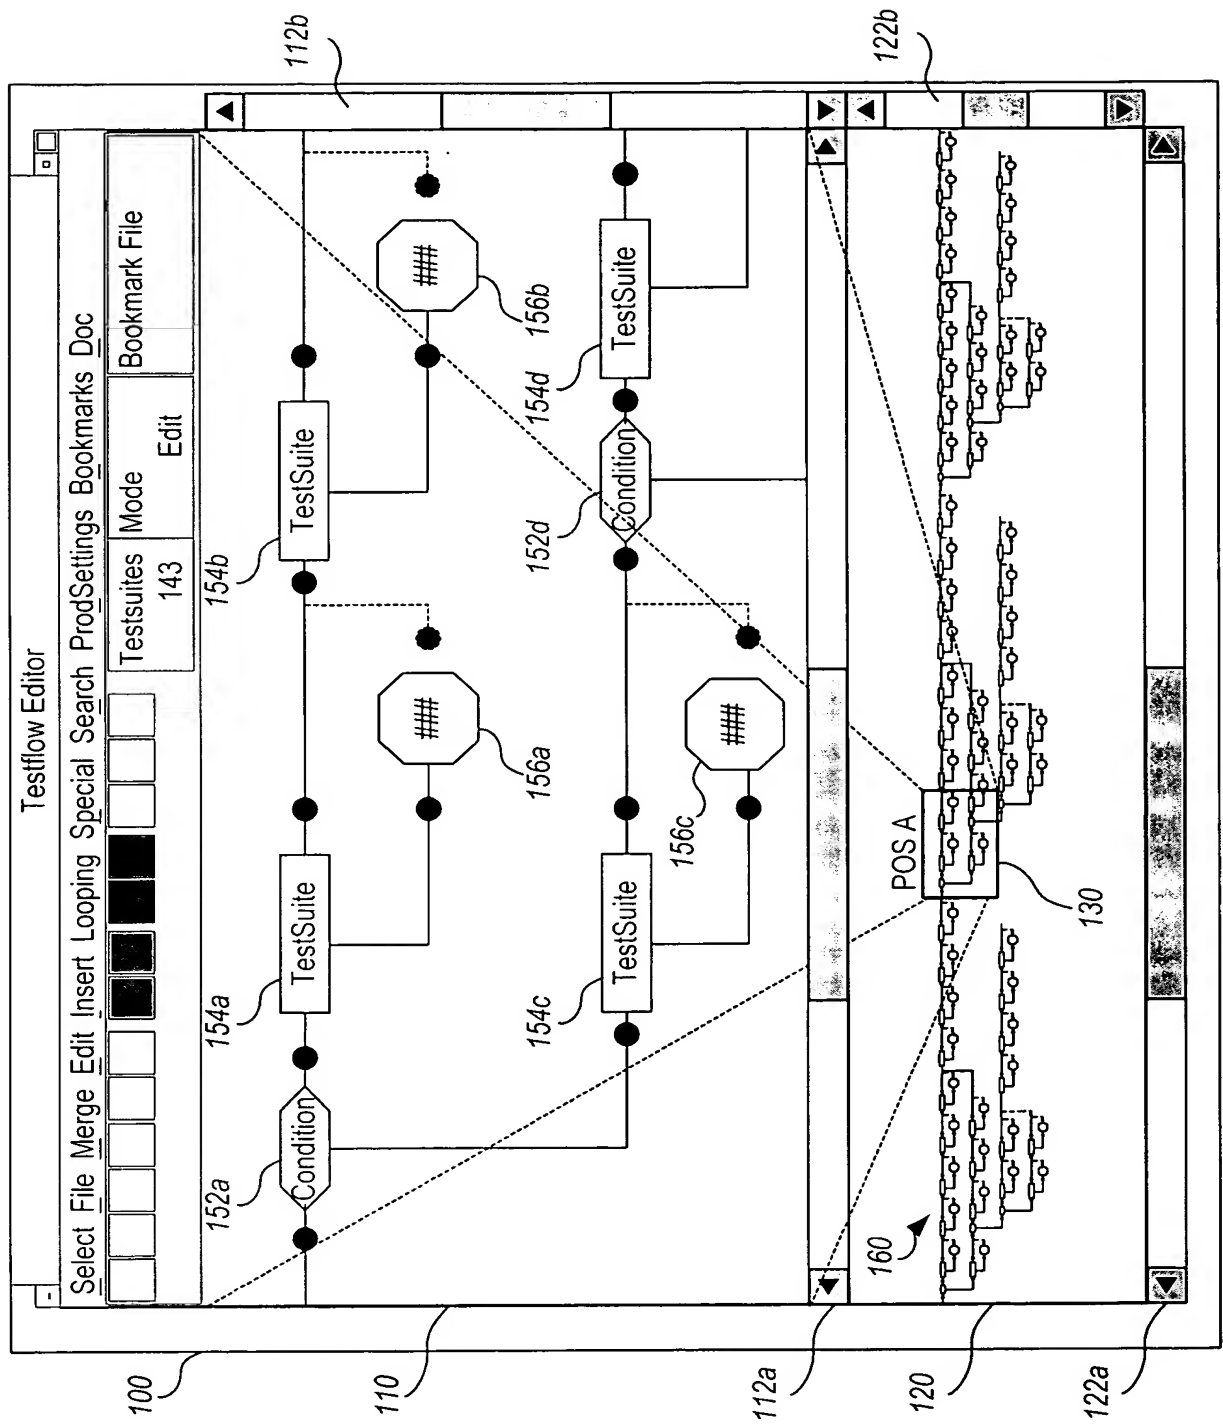 Testflow Editor
Select File Merge Edit Insert Looping Special Search ProdSettings Bookmarks Doc
Testsuites
143
Mode
Edit
Bookmark File
100
110
112a
112b
120
122a
122b
152a
Condition
154a
TestSuite
156a
###
154b
TestSuite
156b
###
154c
TestSuite
156c
###
152d
Condition
154d
TestSuite
160
POS A
130